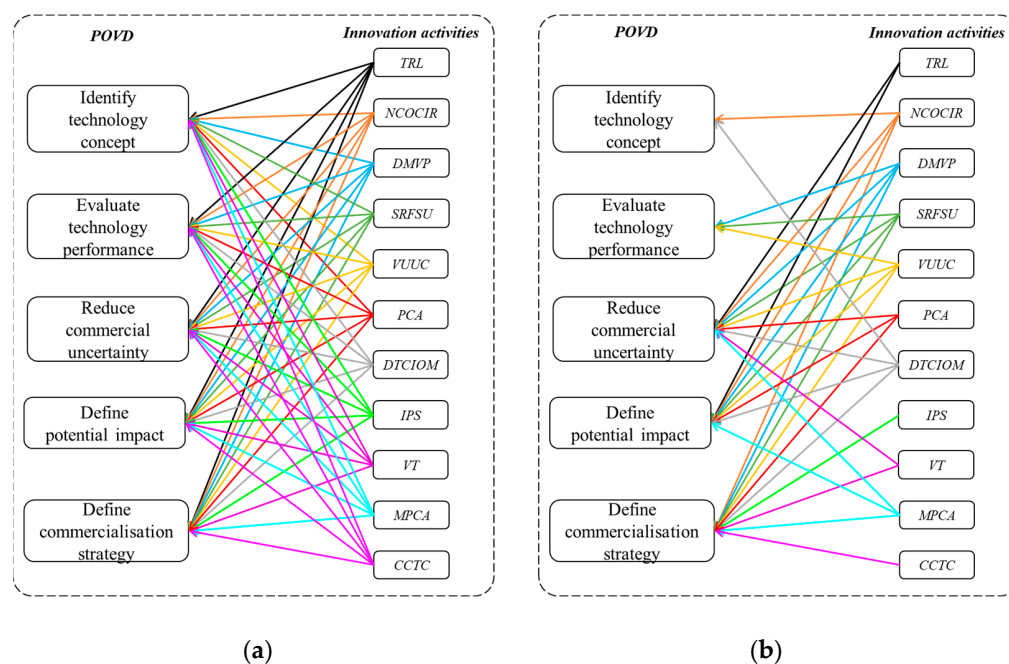 POVD
Innovation activities
Identify
technology
concept
Evaluate
technology
performance
Reduce
commercial
uncertainty
Define
potential impact
Define
commercialisation
strategy
TRL
NCOCIR
DMVP
SRFSU
VUUC
PCA
DTCIOM
IPS
VT
MPCA
CCTC
(a)
POVD
Innovation activities
Identify
technology
concept
Evaluate
technology
performance
Reduce
commercial
uncertainty
Define
potential impact
Define
commercialisation
strategy
TRL
NCOCIR
DMVP
SRFSU
VUUC
PCA
DTCIOM
IPS
VT
MPCA
CCTC
(b)